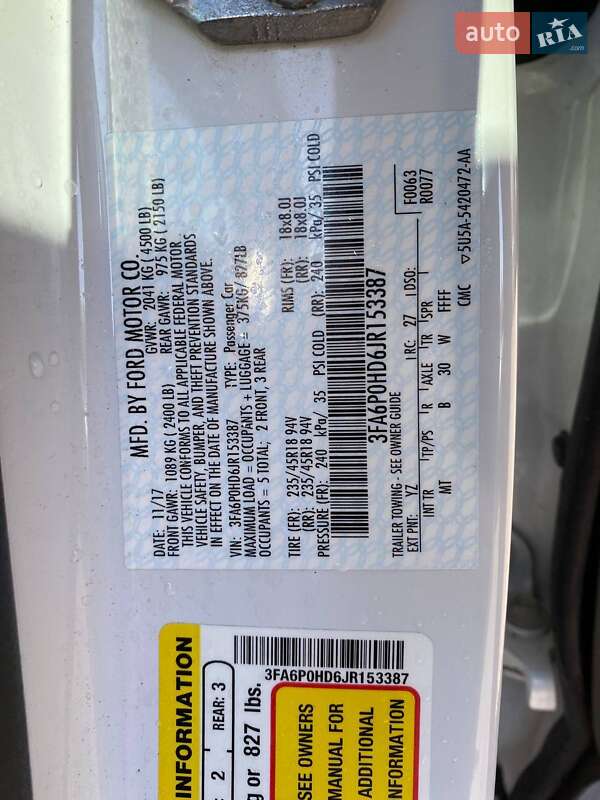 auto RIA.com
MFD. BY FORD MOTOR CO.
DATE: 11/17 GVWR: 2041 KG ( 4500 LB)
FRONT GAWR: 1089 KG ( 2400 LB) REAR GAWR: 975 KG ( 2150 LB)
THIS VEHICLE CONFORMS TO ALL APPLICABLE FEDERAL MOTOR
VEHICLE SAFETY, BUMPER, AND THEFT PREVENTION STANDARDS
IN EFFECT ON THE DATE OF MANUFACTURE SHOWN ABOVE.
VIN: 3FA6P0HD6JR153387 TYPE: Passenger Car
MAXIMUM LOAD = OCCUPANTS + LUGGAGE = 375KG/ 827LB
OCCUPANTS = 5 TOTAL; 2 FRONT, 3 REAR
TIRE (FR): 235/45R18 94V RIMS (FR): 18x8.0J
(RR): 235/45R18 94V (RR): 18x8.0J
PRESSURE (FR): 240 kPa/ 35 PSI COLD (RR): 240 kPa/ 35 PSI COLD
3FA6P0HD6JR153387
TRAILER TOWING - SEE OWNER GUIDE F0063
EXT PNT: YZ RC: 27 DSO: R0077
INT TR TP/PS R AXLE TR SPR
MT B 30 W FFFF
CMC ▽5U5A-5420472-AA
3FA6P0HD6JR153387
INFORMATION
: 2 REAR: 3
g or 827 lbs.
SEE OWNERS
MANUAL FOR
ADDITIONAL
INFORMATION